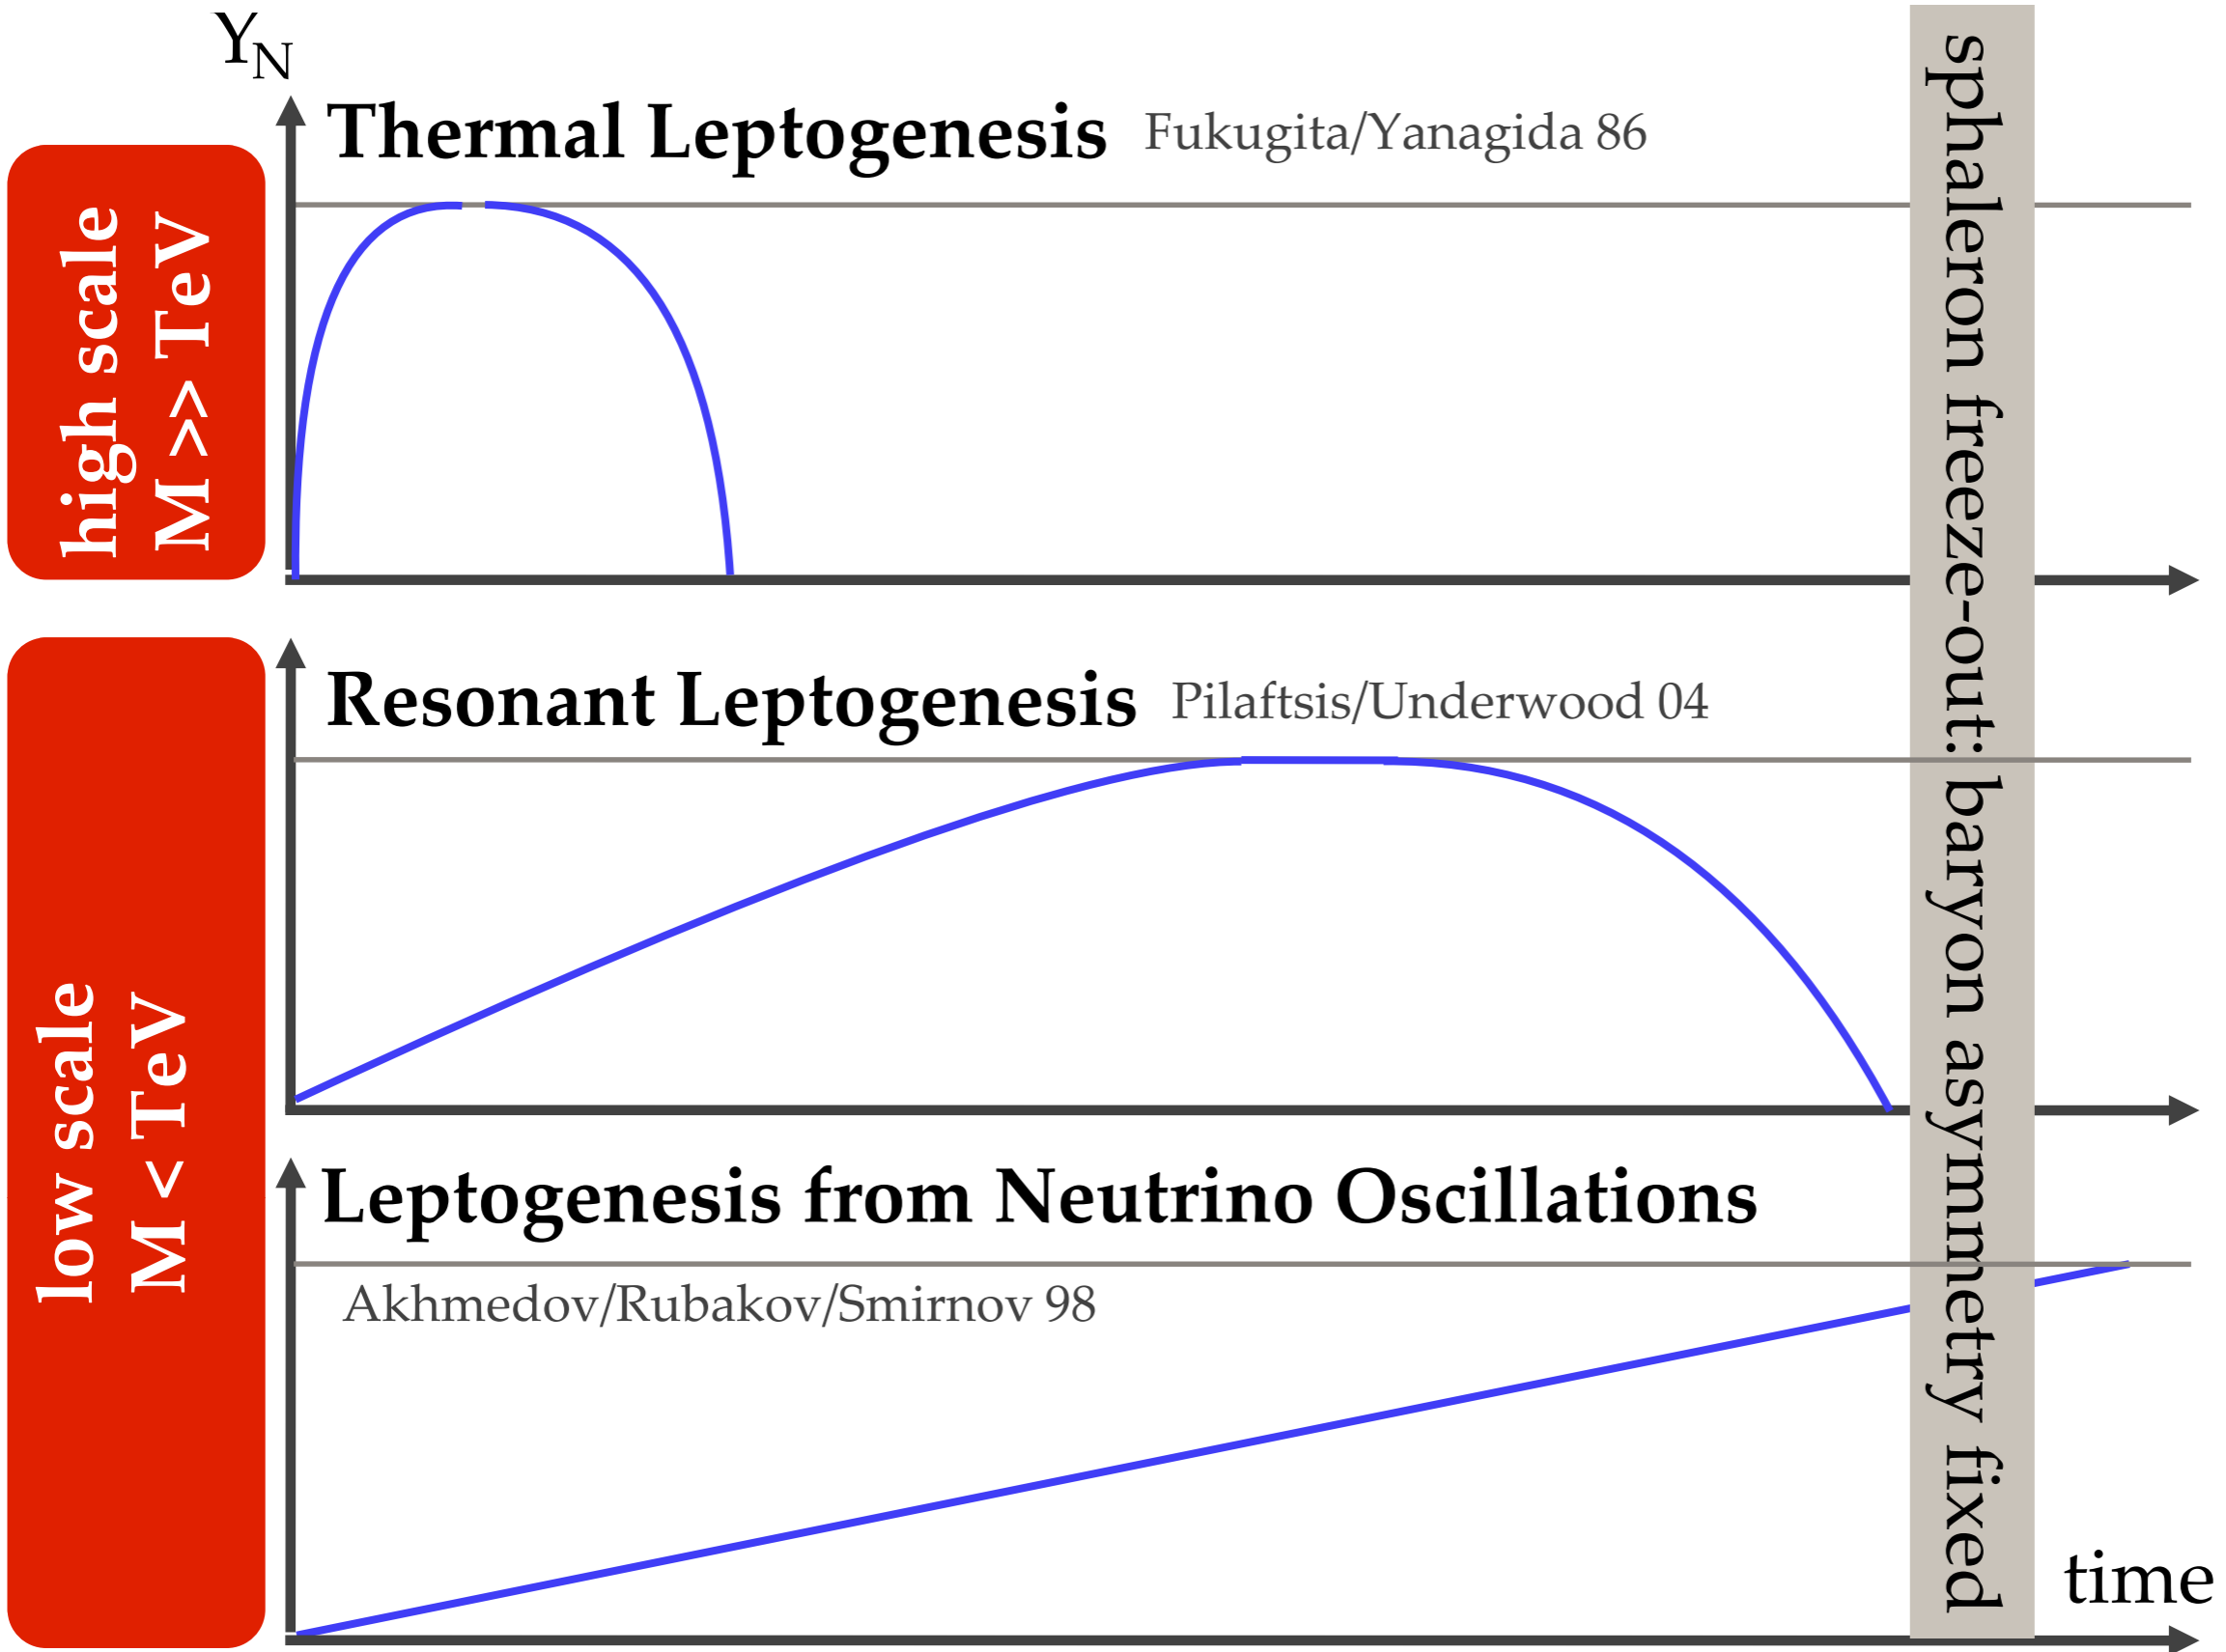 Y_N
Thermal Leptogenesis Fukugita/Yanagida 86
high scale
M >> TeV
Resonant Leptogenesis Pilaftsis/Underwood 04
low scale
M < TeV
Leptogenesis from Neutrino Oscillations
Akhmedov/Rubakov/Smirnov 98
sphaleron freeze-out: baryon asymmetry fixed
time